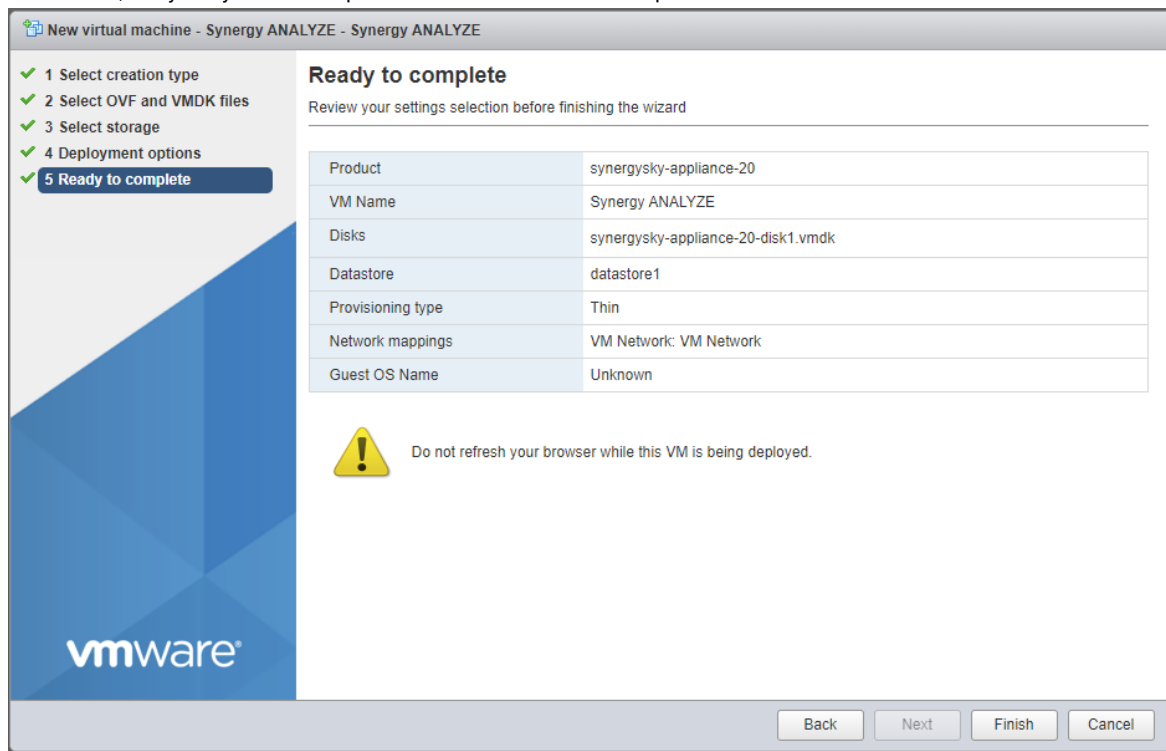 New virtual machine - Synergy ANALYZE - Synergy ANALYZE
1 Select creation type
2 Select OVF and VMDK files
3 Select storage
4 Deployment options
5 Ready to complete
Ready to complete
Review your settings selection before finishing the wizard
Product synergysky-appliance-20
VM Name Synergy ANALYZE
Disks synergysky-appliance-20-disk1.vmdk
Datastore datastore1
Provisioning type Thin
Network mappings VM Network: VM Network
Guest OS Name Unknown
Do not refresh your browser while this VM is being deployed.
vmware®
Back Next Finish Cancel